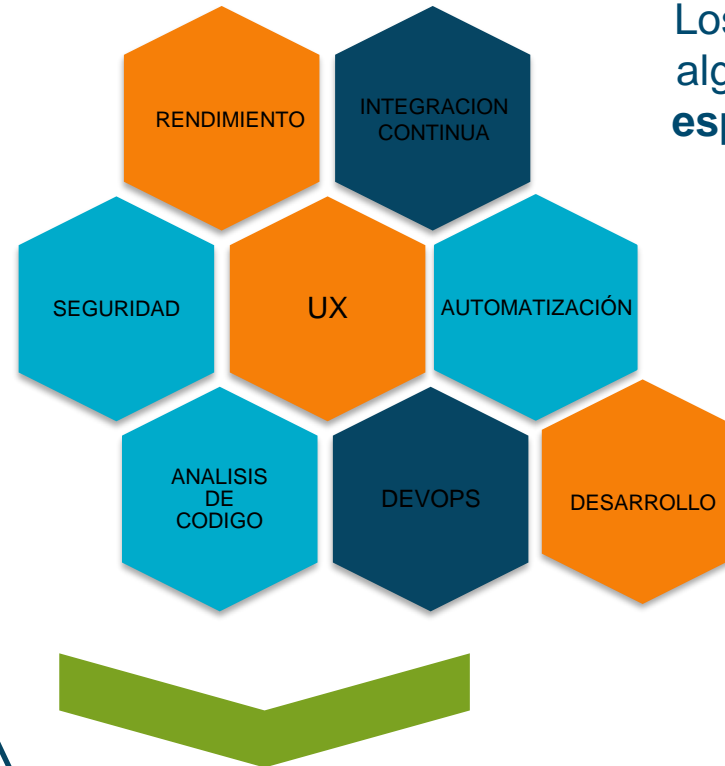 Los
alg
esp
RENDIMIENTO
INTEGRACION
CONTINUA
SEGURIDAD
UX
AUTOMATIZACIÓN
ANALISIS
DE
CODIGO
DEVOPS
DESARROLLO